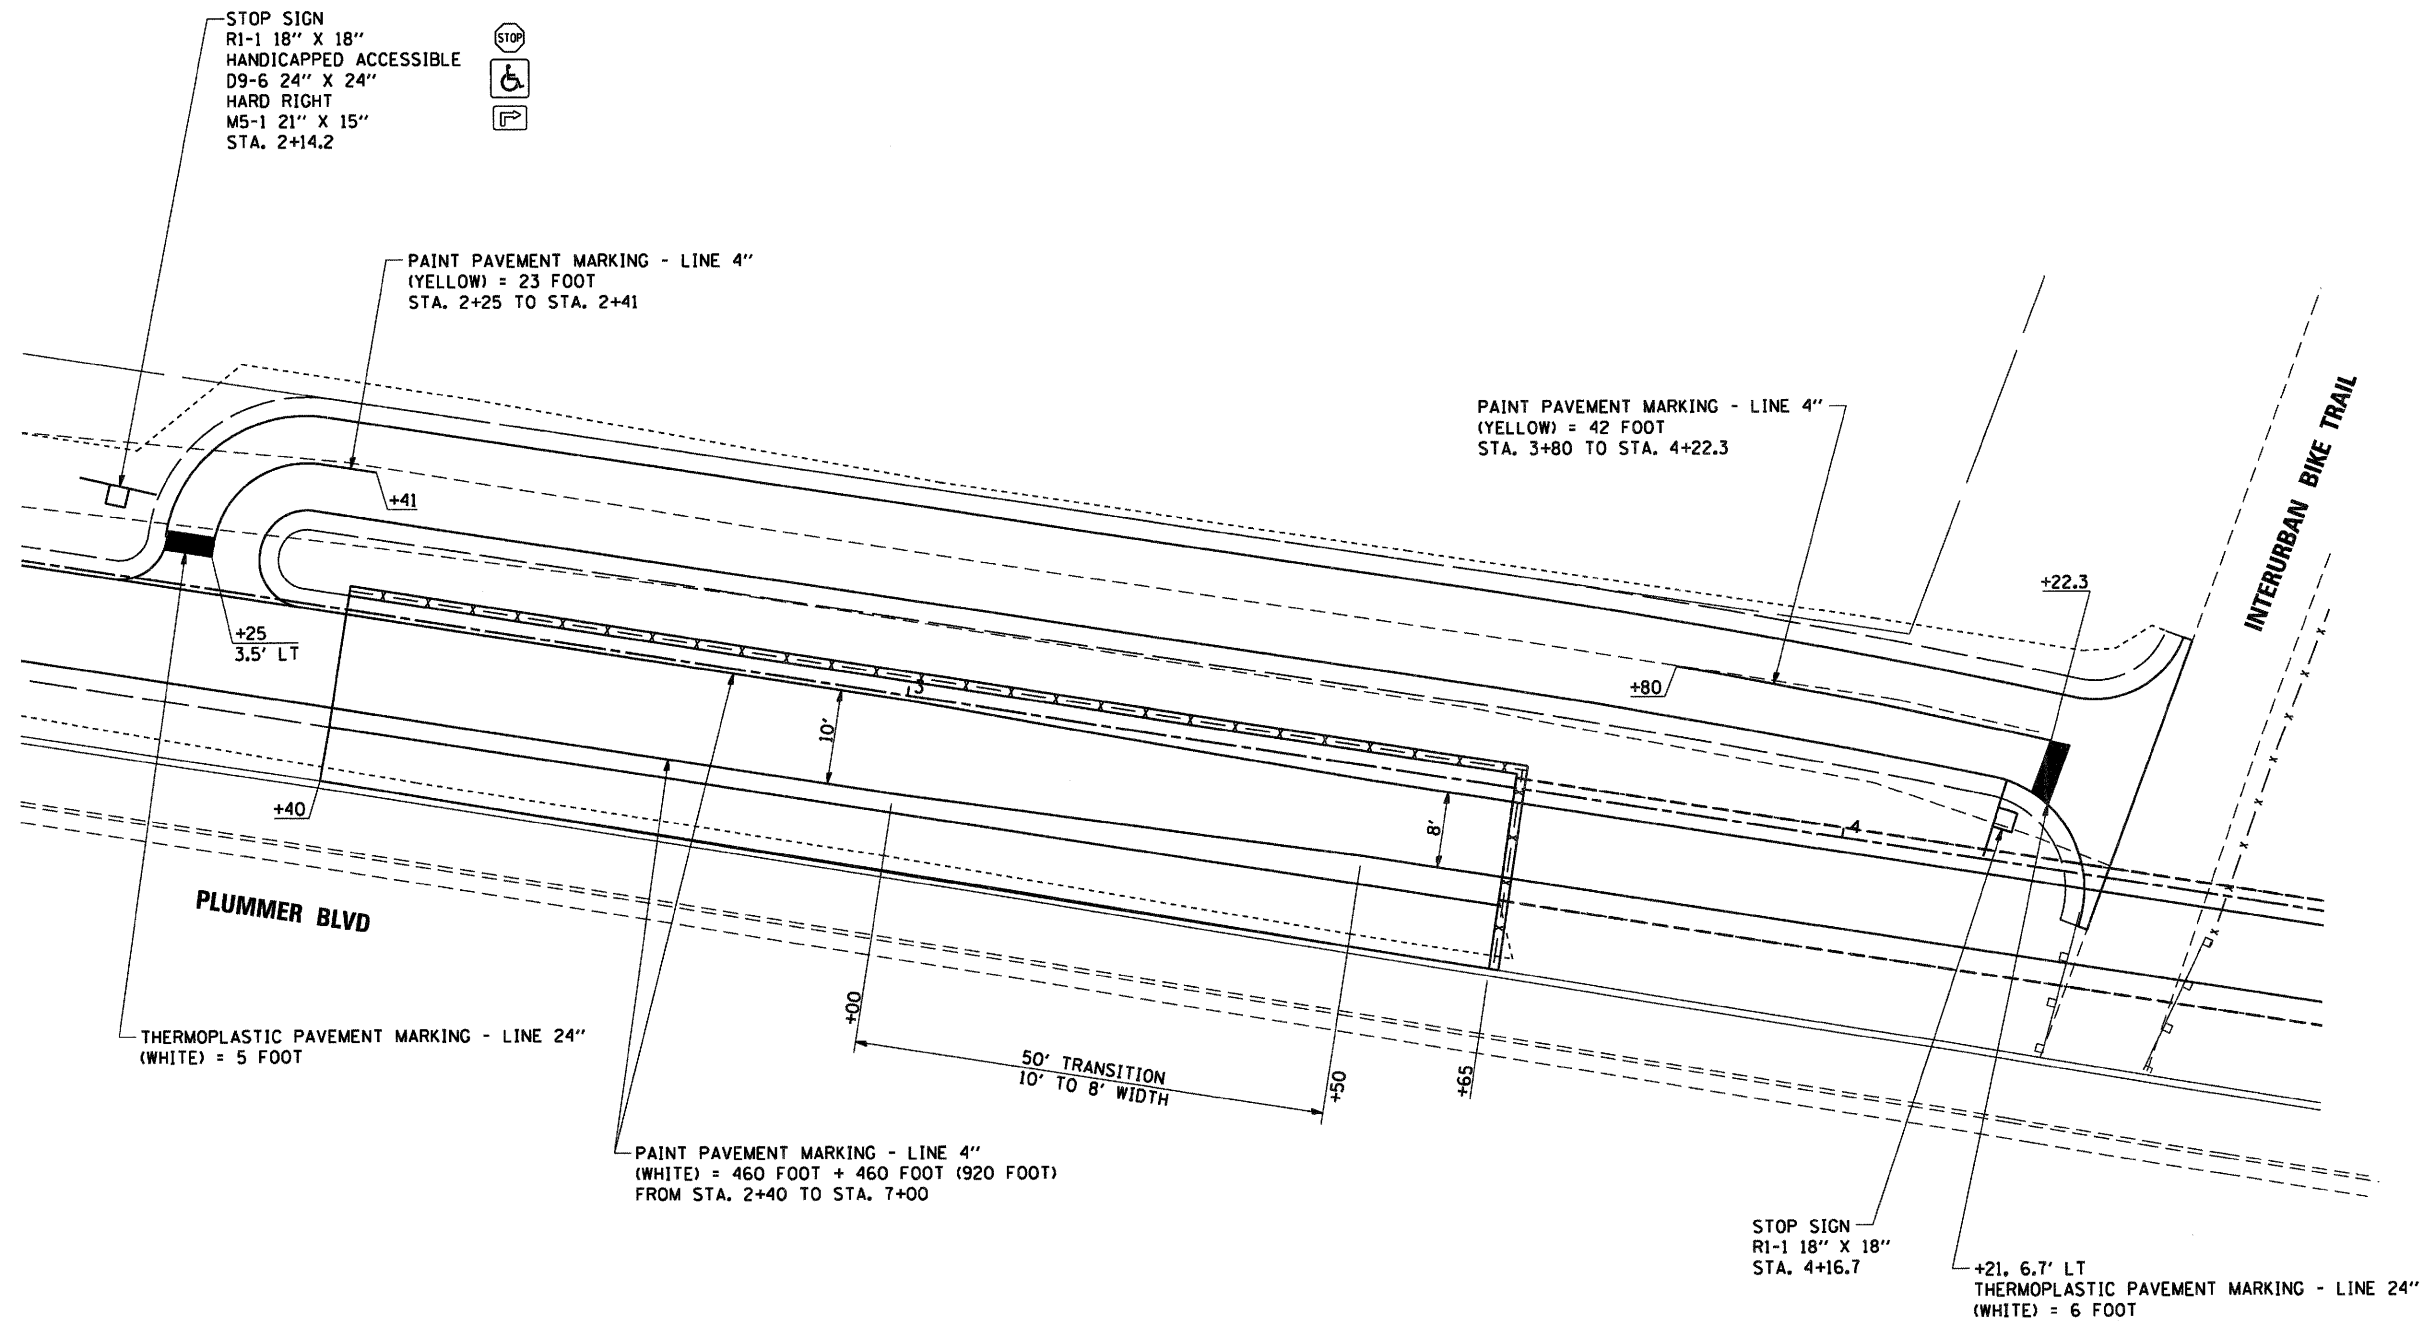 STOP SIGN
R1-1 18" X 18"
HANDICAPPED ACCESSIBLE
D9-6 24" X 24"
HARD RIGHT
M5-1 21" X 15"
STA. 2+14.2
STOP
PAINT PAVEMENT MARKING - LINE 4"
(YELLOW) = 23 FOOT
STA. 2+25 TO STA. 2+41
PAINT PAVEMENT MARKING - LINE 4"
(YELLOW) = 42 FOOT
STA. 3+80 TO STA. 4+22.3
INTERURBAN BIKE TRAIL
+41
+22.3
+25
3.5' LT
+80
3
10'
+40
8'
4
PLUMMER BLVD
+00
50' TRANSITION
10' TO 8' WIDTH
+50
+65
THERMOPLASTIC PAVEMENT MARKING - LINE 24"
(WHITE) = 5 FOOT
PAINT PAVEMENT MARKING - LINE 4"
(WHITE) = 460 FOOT + 460 FOOT (920 FOOT)
FROM STA. 2+40 TO STA. 7+00
STOP SIGN
R1-1 18" X 18"
STA. 4+16.7
+21, 6.7' LT
THERMOPLASTIC PAVEMENT MARKING - LINE 24"
(WHITE) = 6 FOOT